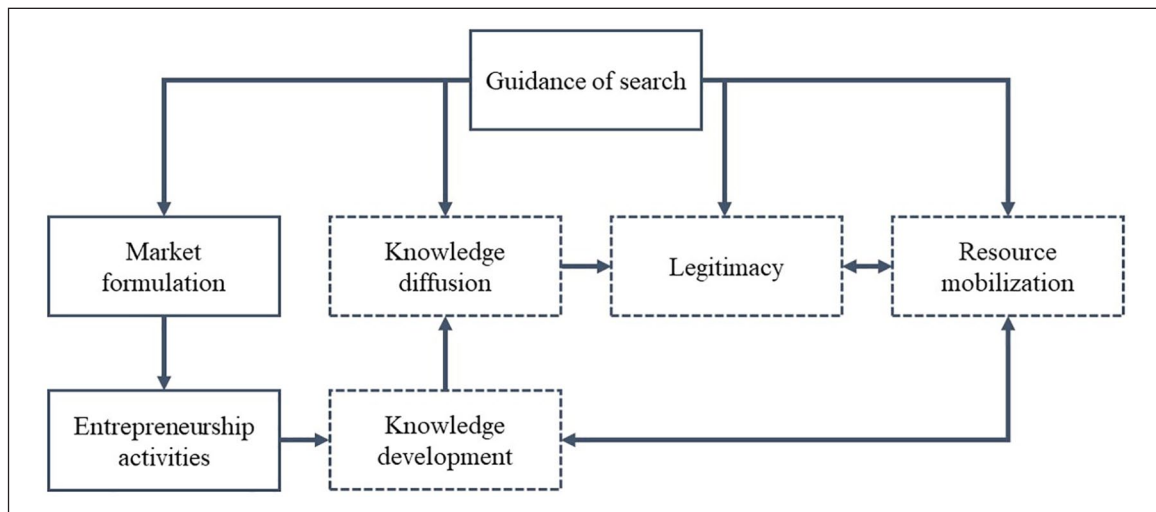 Guidance of search
Market
formulation
Knowledge
diffusion
Legitimacy
Resource
mobilization
Entrepreneurship
activities
Knowledge
development